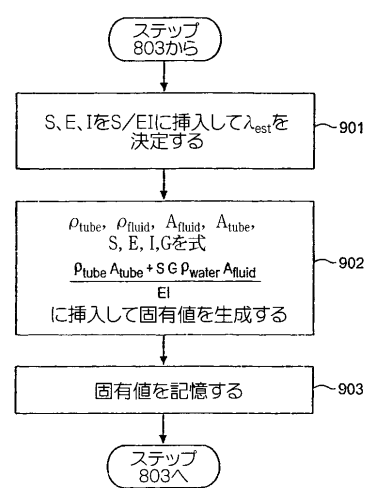 ステップ
803から
S、E、IをS/EIに挿入してλestを
決定する
901
ρtube, ρfluid, Afluid, Atube,
S, E, I,Gを式
ρtube Atube + S G ρwater Afluid
EI
に挿入して固有値を生成する
902
固有値を記憶する
903
ステップ
803へ